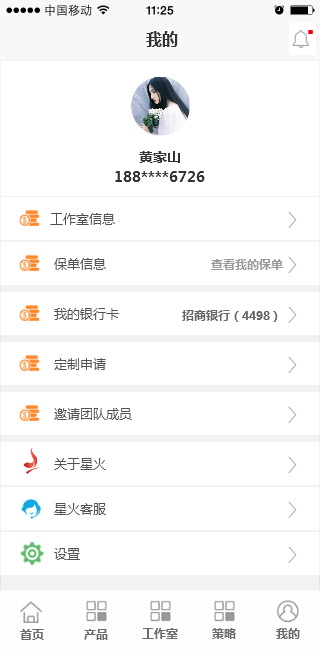 中国移动 11:25
我的
黄家山
188****6726
工作室信息
保单信息 查看我的保单
我的银行卡 招商银行（4498）
定制申请
邀请团队成员
关于星火
星火客服
设置
首页 产品 工作室 策略 我的